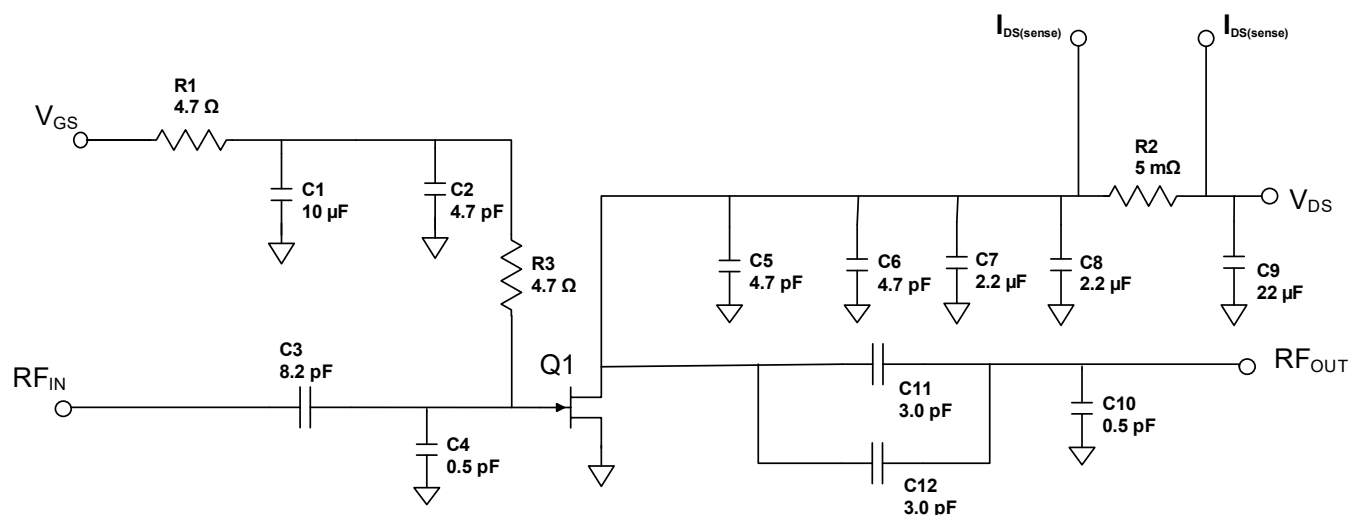 I_DS(sense)
I_DS(sense)
R1
4.7 Ω
V_GS
R2
5 mΩ
C1
10 µF
C2
4.7 pF
V_DS
R3
4.7 Ω
C5
4.7 pF
C6
4.7 pF
C7
2.2 µF
C8
2.2 µF
C9
22 µF
C3
8.2 pF
Q1
RF_IN
RF_OUT
C11
3.0 pF
C10
0.5 pF
C4
0.5 pF
C12
3.0 pF